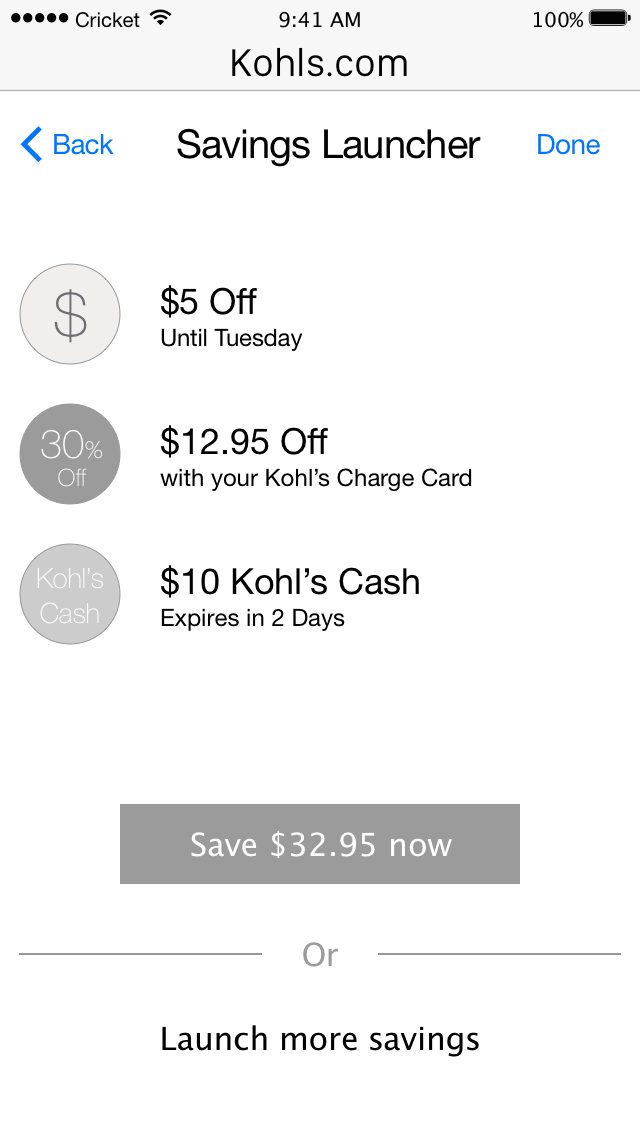 Cricket 9:41 AM 100%
Kohls.com
Back Savings Launcher Done
$
$5 Off
Until Tuesday
30%
Off
$12.95 Off
with your Kohl’s Charge Card
Kohl’s
Cash
$10 Kohl’s Cash
Expires in 2 Days
Save $32.95 now
Or
Launch more savings